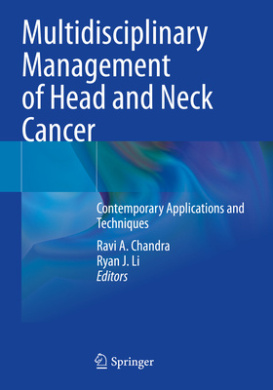 Multidisciplinary
Management
of Head and Neck
Cancer
Contemporary Applications and
Techniques
Ravi A. Chandra
Ryan J. Li
Editors
Springer